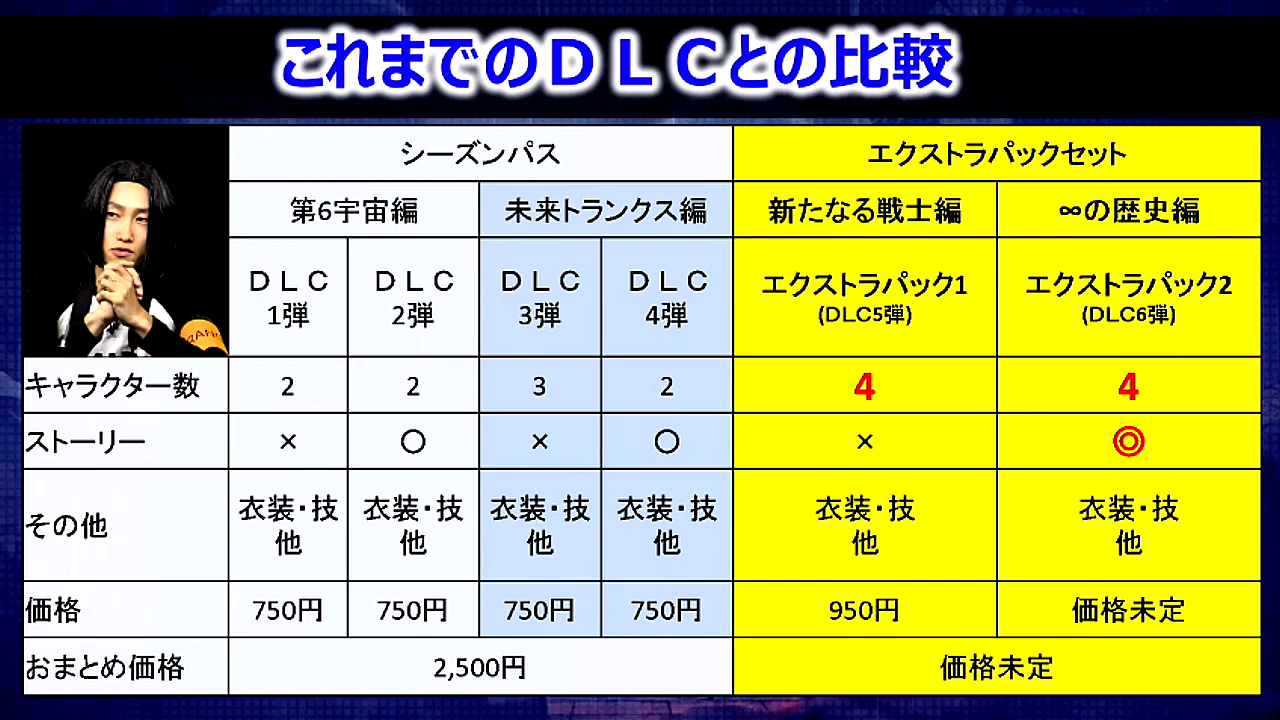 これまでのＤＬＣとの比較
シーズンパス
エクストラパックセット
第6宇宙編
未来トランクス編
新たなる戦士編
∞の歴史編
ＤＬＣ
1弾
ＤＬＣ
2弾
ＤＬＣ
3弾
ＤＬＣ
4弾
エクストラパック1
(DLC5弾)
エクストラパック2
(DLC6弾)
キャラクター数 2 2 3 2 4 4
ストーリー × ○ × ○ × ◎
その他
衣装・技
他
衣装・技
他
衣装・技
他
衣装・技
他
衣装・技
他
衣装・技
他
価格 750円 750円 750円 750円 950円 価格未定
おまとめ価格 2,500円 価格未定